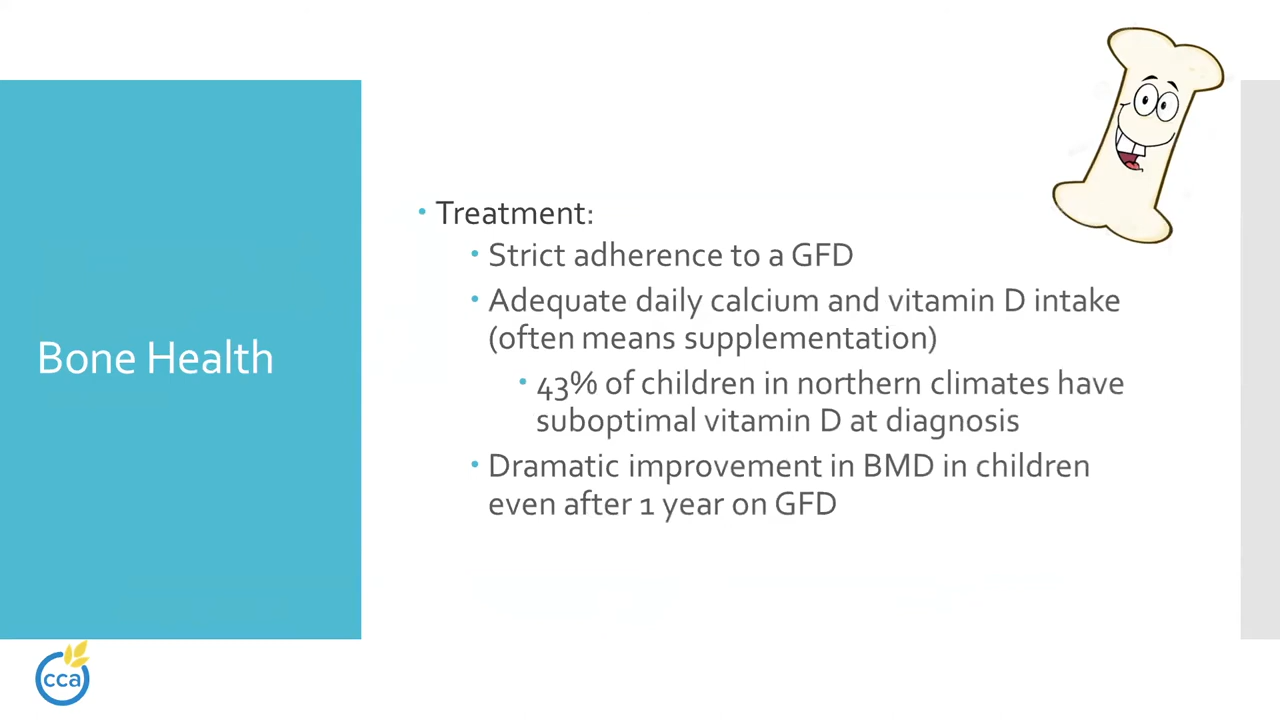 Bone Health
• Treatment:
• Strict adherence to a GFD
• Adequate daily calcium and vitamin D intake
(often means supplementation)
• 43% of children in northern climates have
suboptimal vitamin D at diagnosis
• Dramatic improvement in BMD in children
even after 1 year on GFD
cca